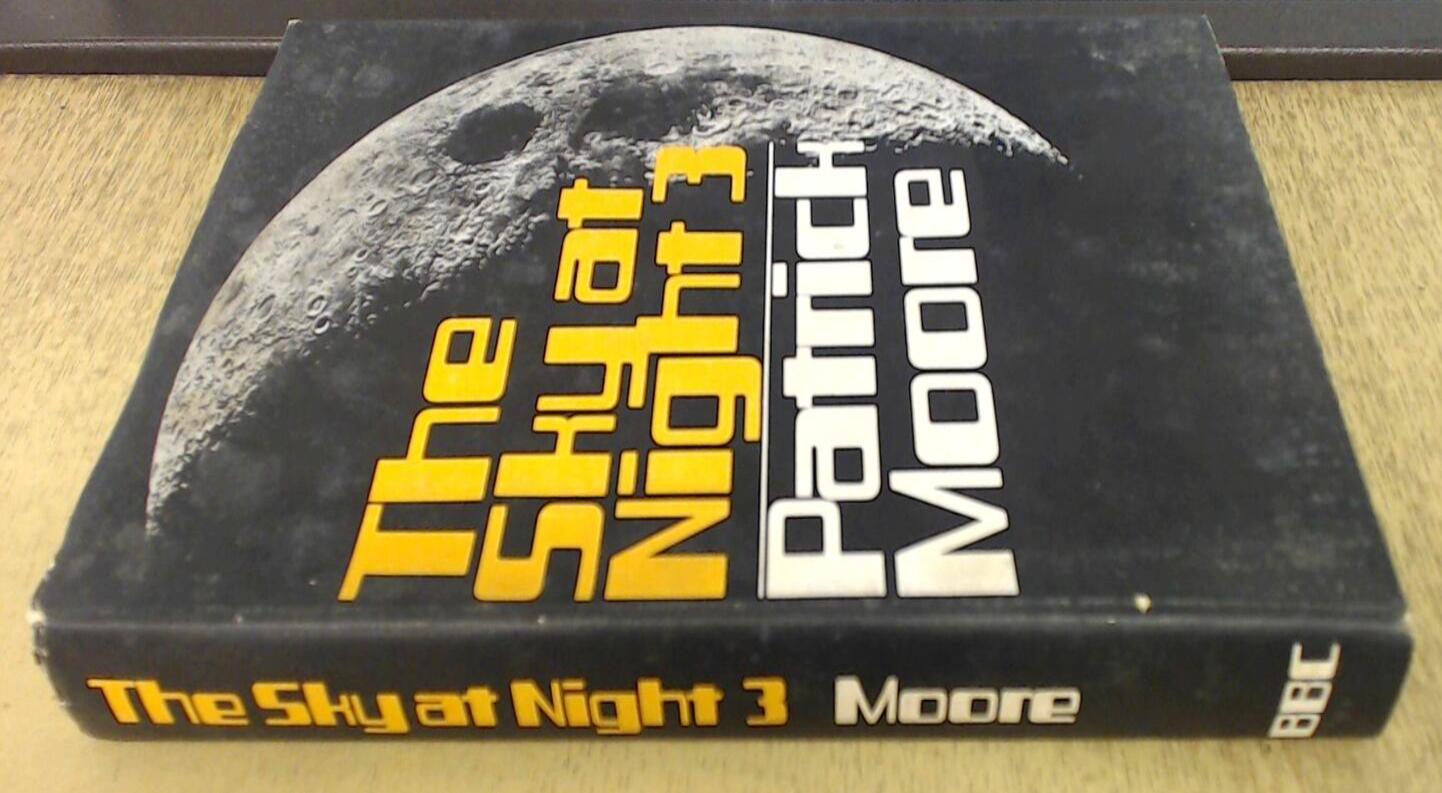 The
Sky at
Night 3
Patrick
Moore
The Sky at Night 3 Moore BBC